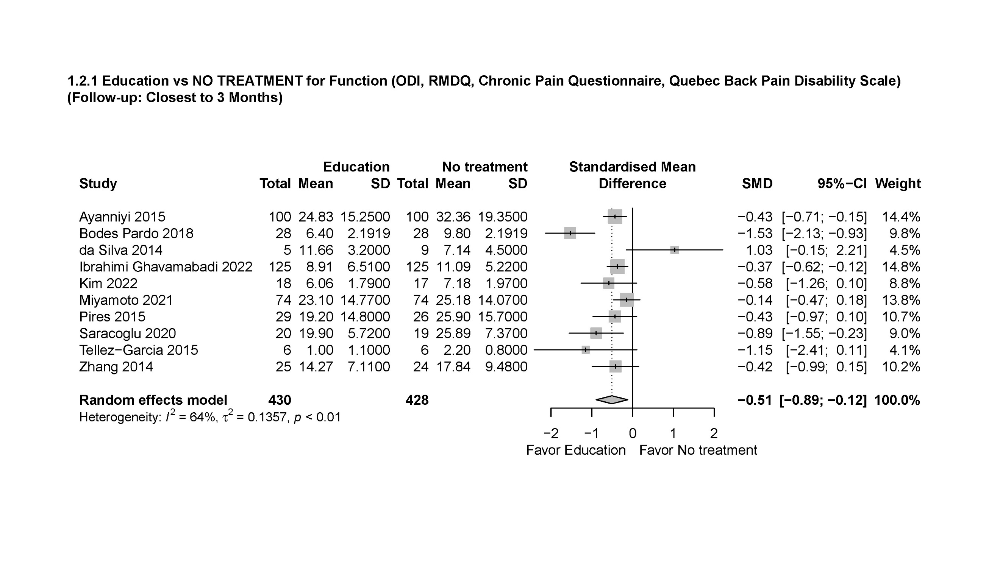 1.2.1 Education vs NO TREATMENT for Function (ODI, RMDQ, Chronic Pain Questionnaire, Quebec Back Pain Disability Scale)
(Follow-up: Closest to 3 Months)
Education No treatment Standardised Mean
Study Total Mean SD Total Mean SD Difference SMD 95%−CI Weight
Ayanniyi 2015 100 24.83 15.2500 100 32.36 19.3500 −0.43 [−0.71; −0.15] 14.4%
Bodes Pardo 2018 28 6.40 2.1919 28 9.80 2.1919 −1.53 [−2.13; −0.93] 9.8%
da Silva 2014 5 11.66 3.2000 9 7.14 4.5000 1.03 [−0.15; 2.21] 4.5%
Ibrahimi Ghavamabadi 2022 125 8.91 6.5100 125 11.09 5.2200 −0.37 [−0.62; −0.12] 14.8%
Kim 2022 18 6.06 1.7900 17 7.18 1.9700 −0.58 [−1.26; 0.10] 8.8%
Miyamoto 2021 74 23.10 14.7700 74 25.18 14.0700 −0.14 [−0.47; 0.18] 13.8%
Pires 2015 29 19.20 14.8000 26 25.90 15.7000 −0.43 [−0.97; 0.10] 10.7%
Saracoglu 2020 20 19.90 5.7200 19 25.89 7.3700 −0.89 [−1.55; −0.23] 9.0%
Tellez−Garcia 2015 6 1.00 1.1000 6 2.20 0.8000 −1.15 [−2.41; 0.11] 4.1%
Zhang 2014 25 14.27 7.1100 24 17.84 9.4800 −0.42 [−0.99; 0.15] 10.2%
Random effects model 430 428 −0.51 [−0.89; −0.12] 100.0%
Heterogeneity: I² = 64%, τ² = 0.1357, p < 0.01
−2 −1 0 1 2
Favor Education Favor No treatment